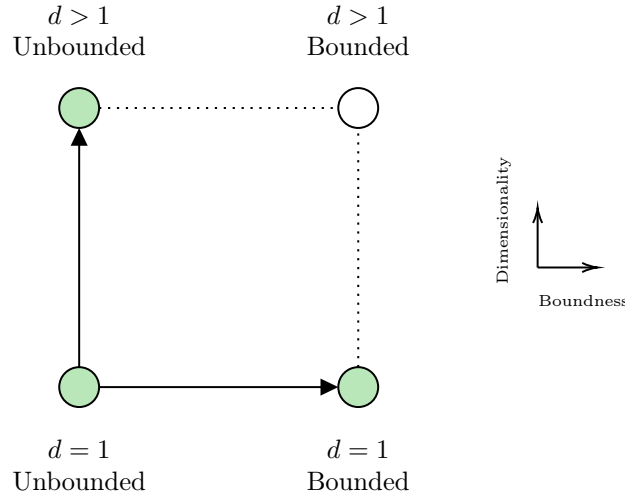 d > 1
Unbounded
d > 1
Bounded
Dimensionality
Boundness
d = 1
Unbounded
d = 1
Bounded